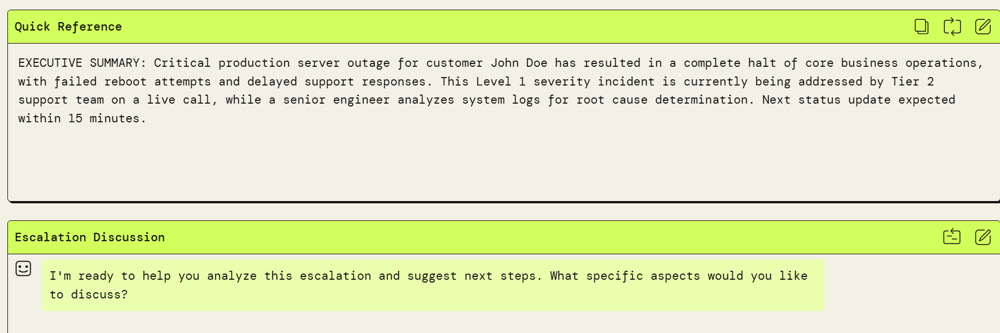 Quick Reference
EXECUTIVE SUMMARY: Critical production server outage for customer John Doe has resulted in a complete halt of core business operations,
with failed reboot attempts and delayed support responses. This Level 1 severity incident is currently being addressed by Tier 2
support team on a live call, while a senior engineer analyzes system logs for root cause determination. Next status update expected
within 15 minutes.
Escalation Discussion
I'm ready to help you analyze this escalation and suggest next steps. What specific aspects would you like
to discuss?